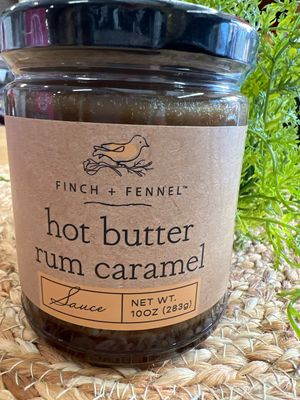 FINCH + FENNEL™
hot butter
rum caramel
Sauce
NET WT.
10OZ (283g)